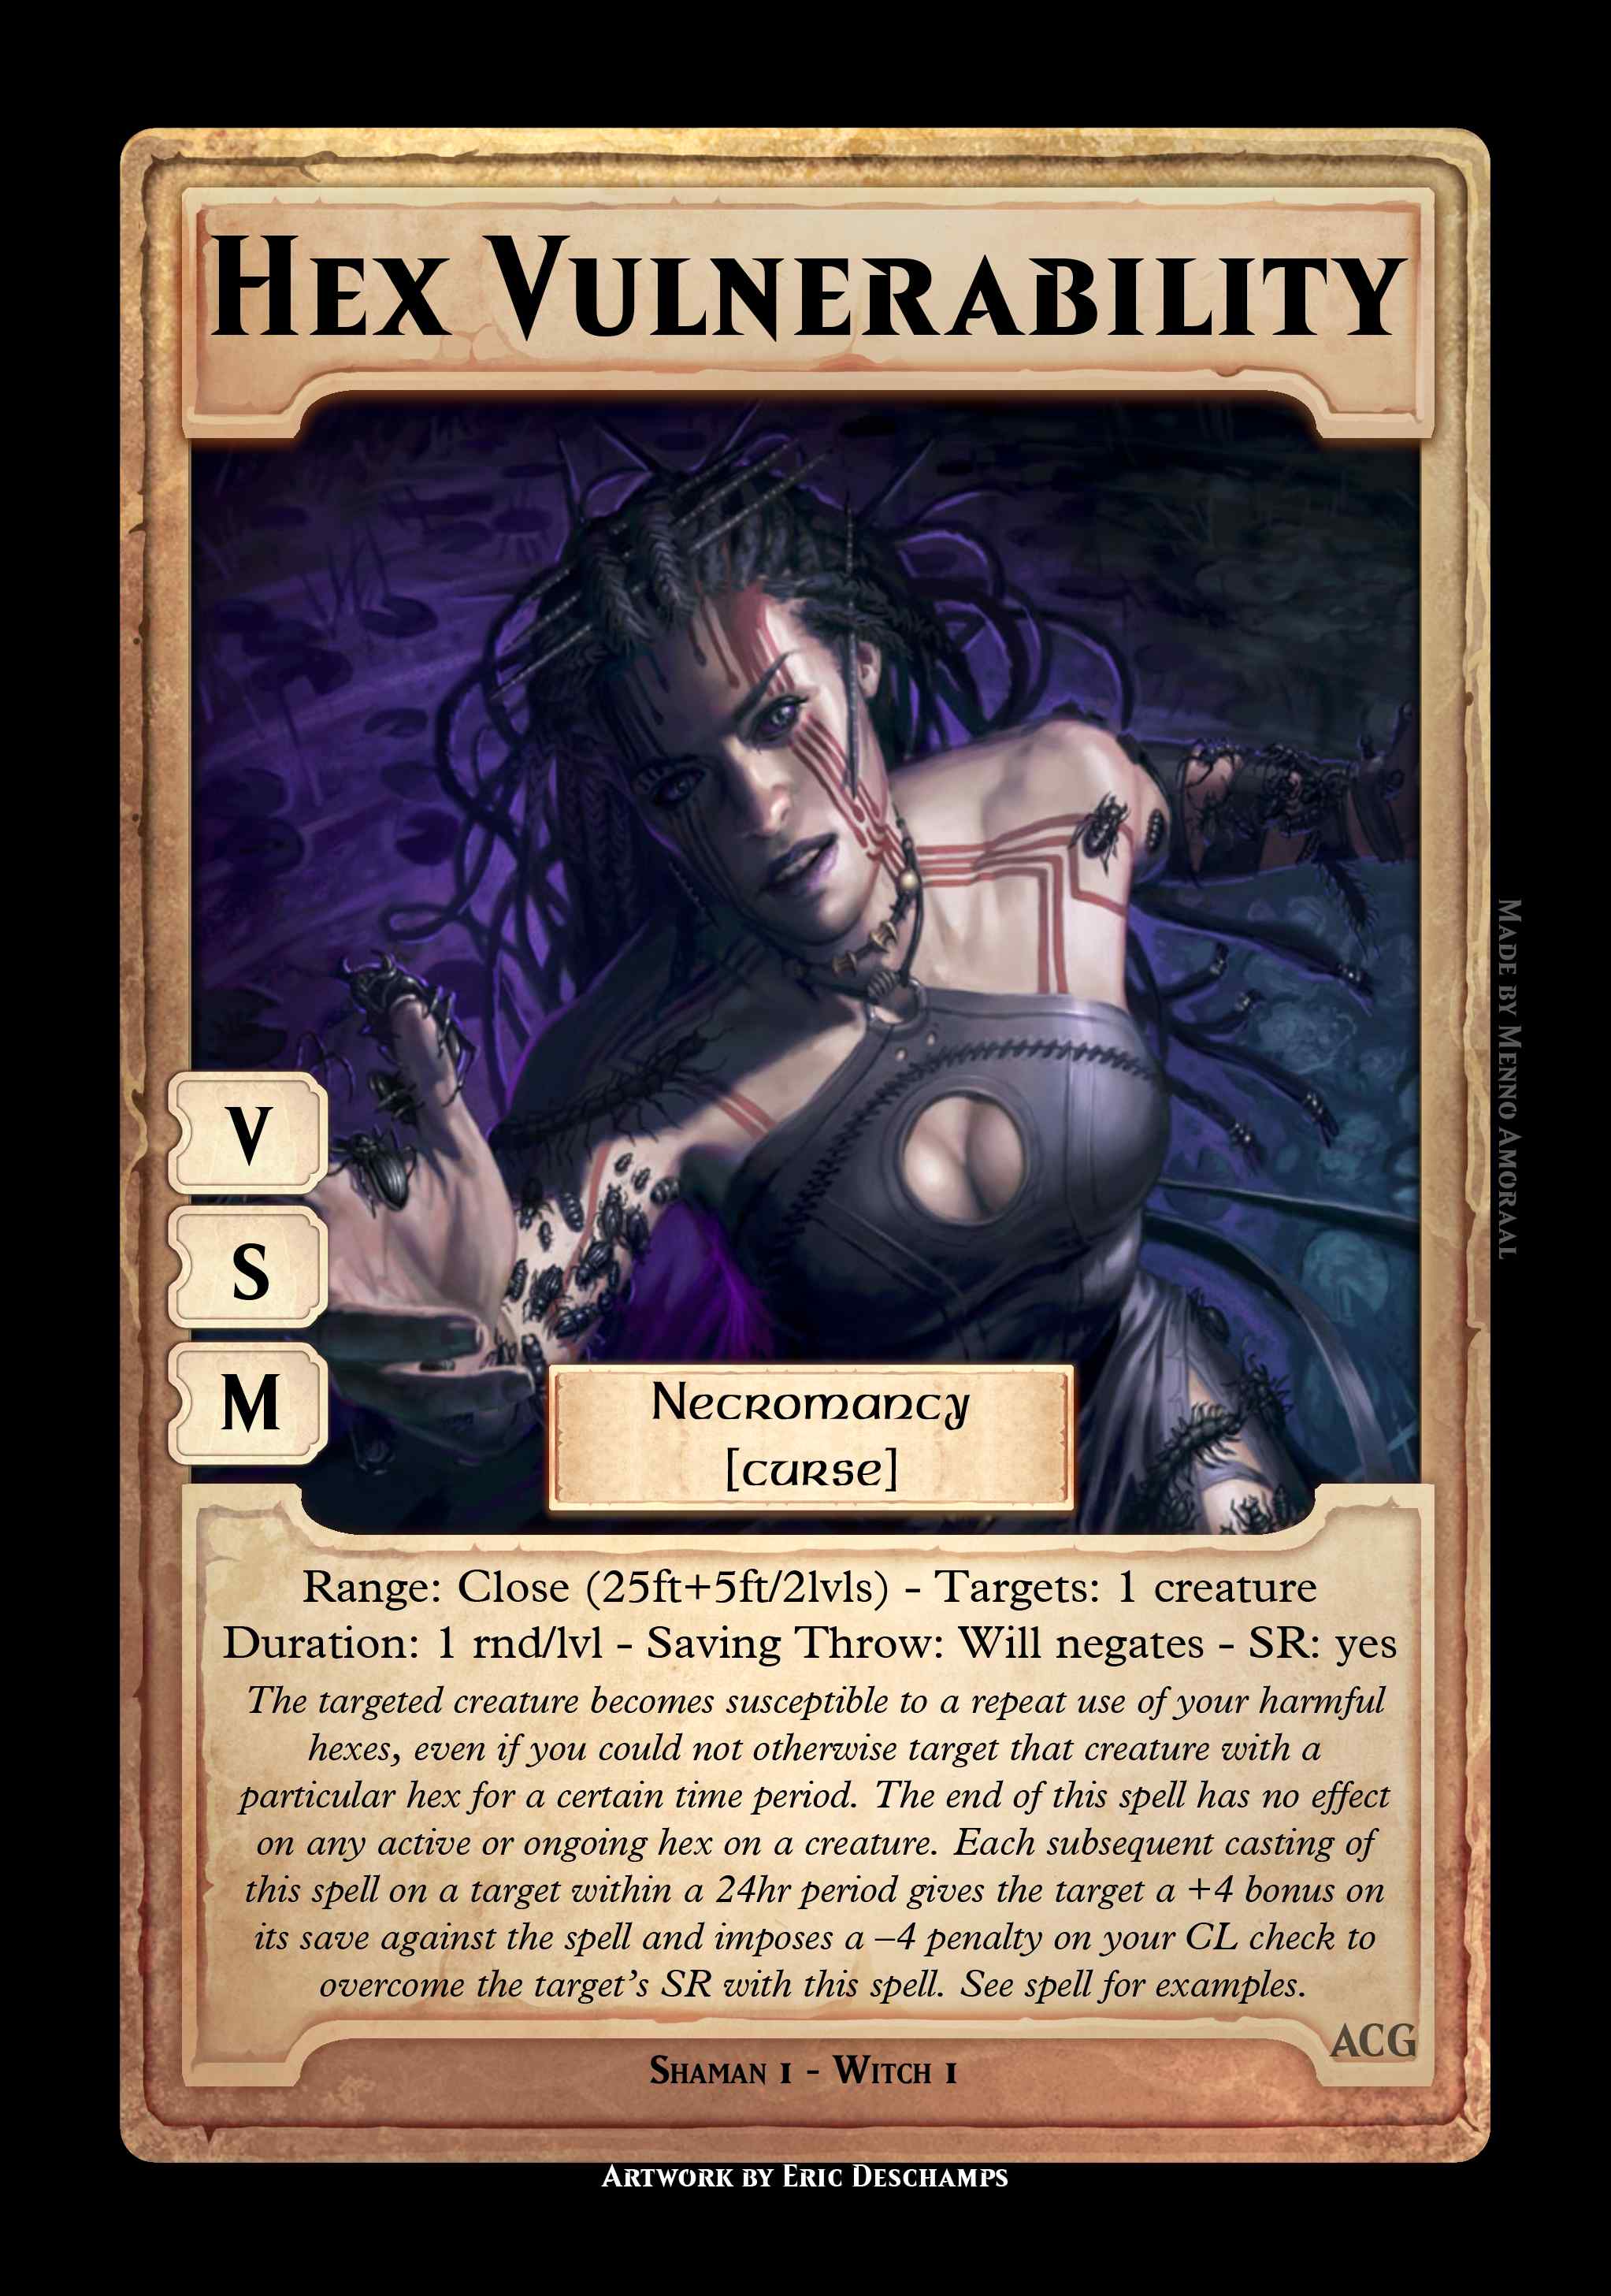 Hex Vulnerability
V
S
M
Necromancy
[curse]
Range: Close (25ft+5ft/2lvls) - Targets: 1 creature
Duration: 1 rnd/lvl - Saving Throw: Will negates - SR: yes
The targeted creature becomes susceptible to a repeat use of your harmful
hexes, even if you could not otherwise target that creature with a
particular hex for a certain time period. The end of this spell has no effect
on any active or ongoing hex on a creature. Each subsequent casting of
this spell on a target within a 24hr period gives the target a +4 bonus on
its save against the spell and imposes a –4 penalty on your CL check to
overcome the target's SR with this spell. See spell for examples.
ACG
Shaman 1 - Witch 1
Artwork by Eric Deschamps
Made by Menno Amoraal